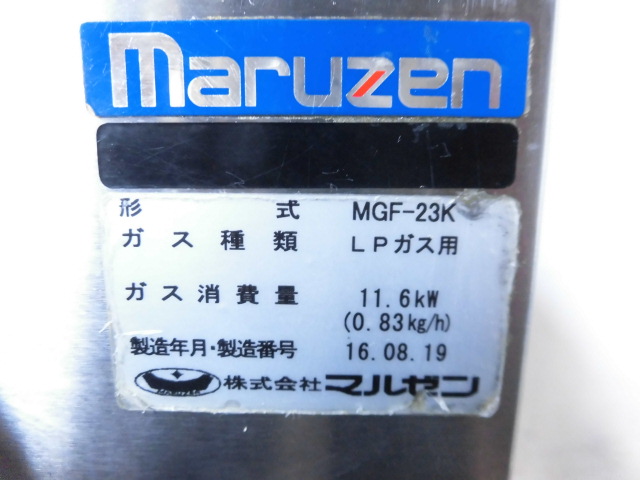 maruzen
形 式 MGF-23K
ガス種類 LPガス用
ガス消費量 11.6kW
(0.83kg/h)
製造年月・製造番号 16.08.19
株式会社 マルゼン